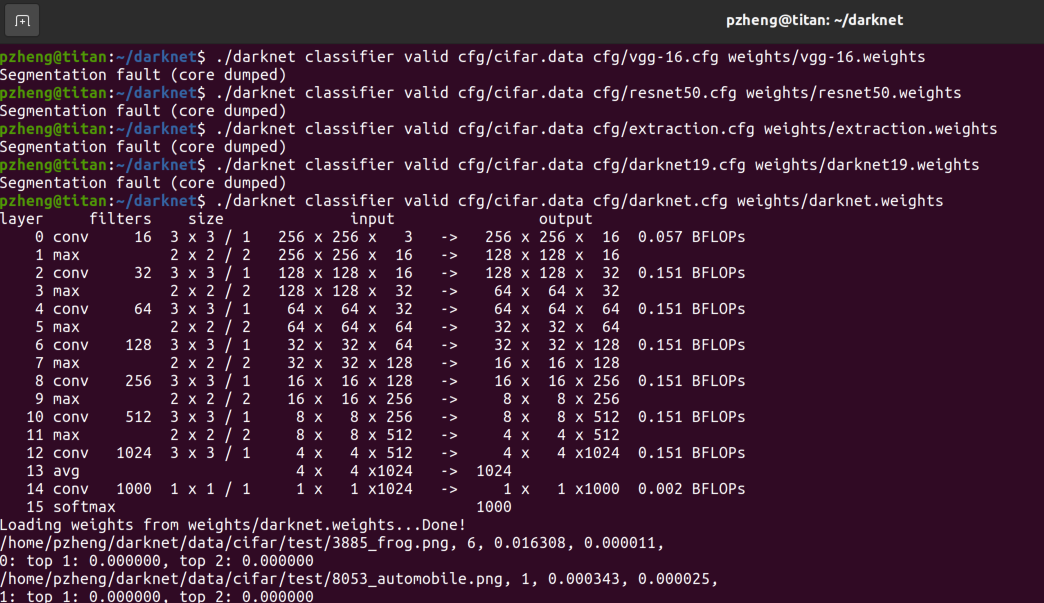 pzheng@titan: ~/darknet
pzheng@titan:~/darknet$ ./darknet classifier valid cfg/cifar.data cfg/vgg-16.cfg weights/vgg-16.weights
Segmentation fault (core dumped)
pzheng@titan:~/darknet$ ./darknet classifier valid cfg/cifar.data cfg/resnet50.cfg weights/resnet50.weights
Segmentation fault (core dumped)
pzheng@titan:~/darknet$ ./darknet classifier valid cfg/cifar.data cfg/extraction.cfg weights/extraction.weights
Segmentation fault (core dumped)
pzheng@titan:~/darknet$ ./darknet classifier valid cfg/cifar.data cfg/darknet19.cfg weights/darknet19.weights
Segmentation fault (core dumped)
pzheng@titan:~/darknet$ ./darknet classifier valid cfg/cifar.data cfg/darknet.cfg weights/darknet.weights
layer     filters    size              input                output
    0 conv     16  3 x 3 / 1   256 x 256 x   3   ->   256 x 256 x  16  0.057 BFLOPs
    1 max          2 x 2 / 2   256 x 256 x  16   ->   128 x 128 x  16
    2 conv     32  3 x 3 / 1   128 x 128 x  16   ->   128 x 128 x  32  0.151 BFLOPs
    3 max          2 x 2 / 2   128 x 128 x  32   ->    64 x  64 x  32
    4 conv     64  3 x 3 / 1    64 x  64 x  32   ->    64 x  64 x  64  0.151 BFLOPs
    5 max          2 x 2 / 2    64 x  64 x  64   ->    32 x  32 x  64
    6 conv    128  3 x 3 / 1    32 x  32 x  64   ->    32 x  32 x 128  0.151 BFLOPs
    7 max          2 x 2 / 2    32 x  32 x 128   ->    16 x  16 x 128
    8 conv    256  3 x 3 / 1    16 x  16 x 128   ->    16 x  16 x 256  0.151 BFLOPs
    9 max          2 x 2 / 2    16 x  16 x 256   ->     8 x   8 x 256
   10 conv    512  3 x 3 / 1     8 x   8 x 256   ->     8 x   8 x 512  0.151 BFLOPs
   11 max          2 x 2 / 2     8 x   8 x 512   ->     4 x   4 x 512
   12 conv   1024  3 x 3 / 1     4 x   4 x 512   ->     4 x   4 x1024  0.151 BFLOPs
   13 avg                        4 x   4 x1024   ->  1024
   14 conv   1000  1 x 1 / 1     1 x   1 x1024   ->     1 x   1 x1000  0.002 BFLOPs
   15 softmax                                        1000
Loading weights from weights/darknet.weights...Done!
/home/pzheng/darknet/data/cifar/test/3885_frog.png, 6, 0.016308, 0.000011,
0: top 1: 0.000000, top 2: 0.000000
/home/pzheng/darknet/data/cifar/test/8053_automobile.png, 1, 0.000343, 0.000025,
1: top 1: 0.000000, top 2: 0.000000